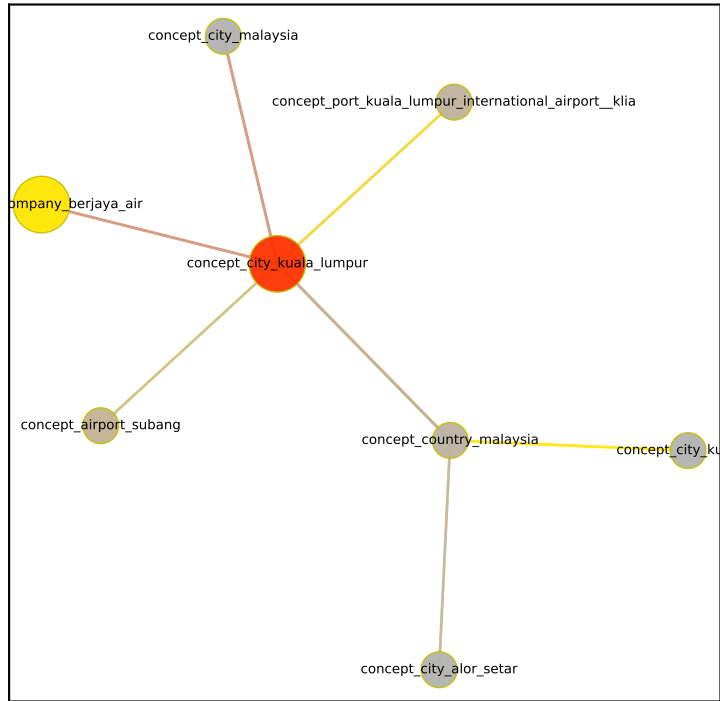 concept_city_malaysia
concept_port_kuala_lumpur_international_airport__klia
ompany_berjaya_air
concept_city_kuala_lumpur
concept_airport_subang
concept_country_malaysia
concept_city_ku
concept_city_alor_setar